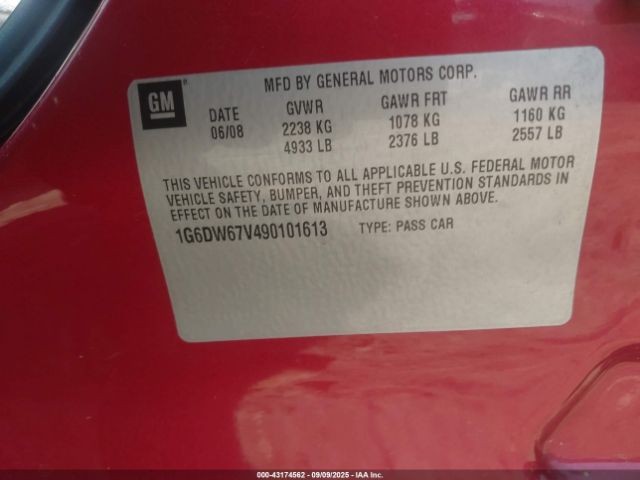 MFD BY GENERAL MOTORS CORP.
GM ®
DATE GVWR GAWR FRT GAWR RR
06/08 2238 KG 1078 KG 1160 KG
4933 LB 2376 LB 2557 LB
THIS VEHICLE CONFORMS TO ALL APPLICABLE U.S. FEDERAL MOTOR
VEHICLE SAFETY, BUMPER, AND THEFT PREVENTION STANDARDS IN
EFFECT ON THE DATE OF MANUFACTURE SHOWN ABOVE.
1G6DW67V490101613 TYPE: PASS CAR
000-43174562 - 09/09/2025 - IAA Inc.